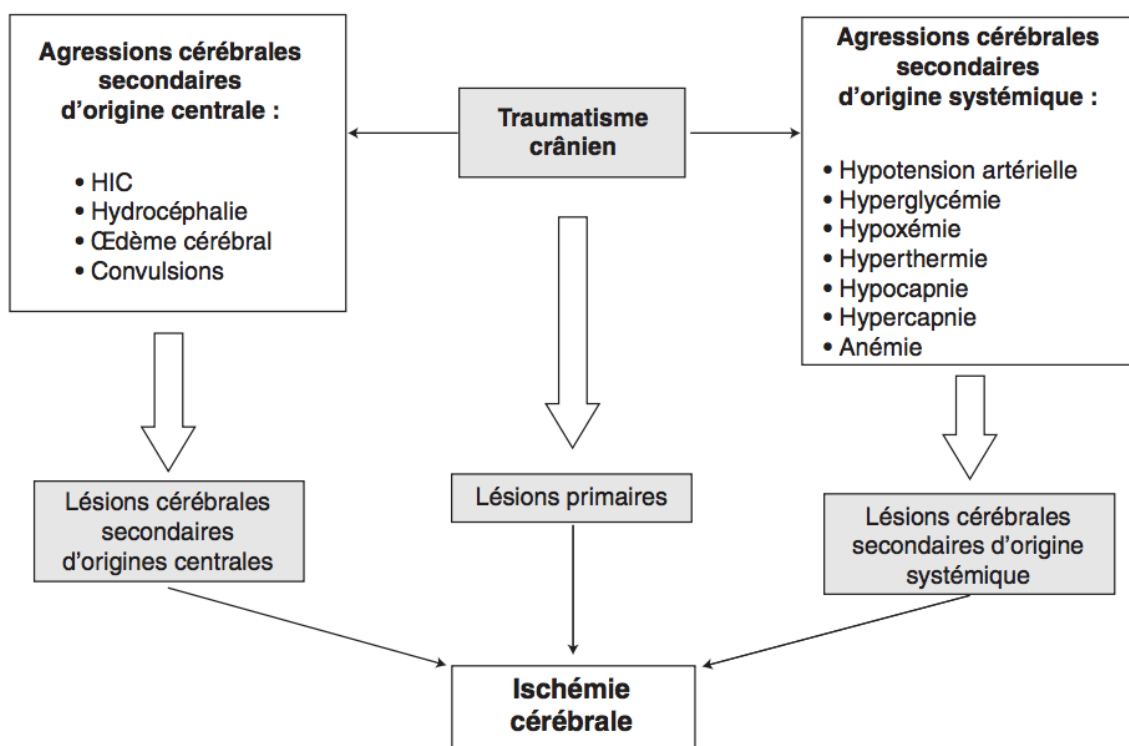 Agressions cérébrales
secondaires
d'origine centrale :
• HIC
• Hydrocéphalie
• Œdème cérébral
• Convulsions
Traumatisme
crânien
Agressions cérébrales
secondaires
d'origine systémique :
• Hypotension artérielle
• Hyperglycémie
• Hypoxémie
• Hyperthermie
• Hypocapnie
• Hypercapnie
• Anémie
Lésions cérébrales
secondaires
d'origines centrales
Lésions primaires
Lésions cérébrales
secondaires d'origine
systémique
Ischémie
cérébrale